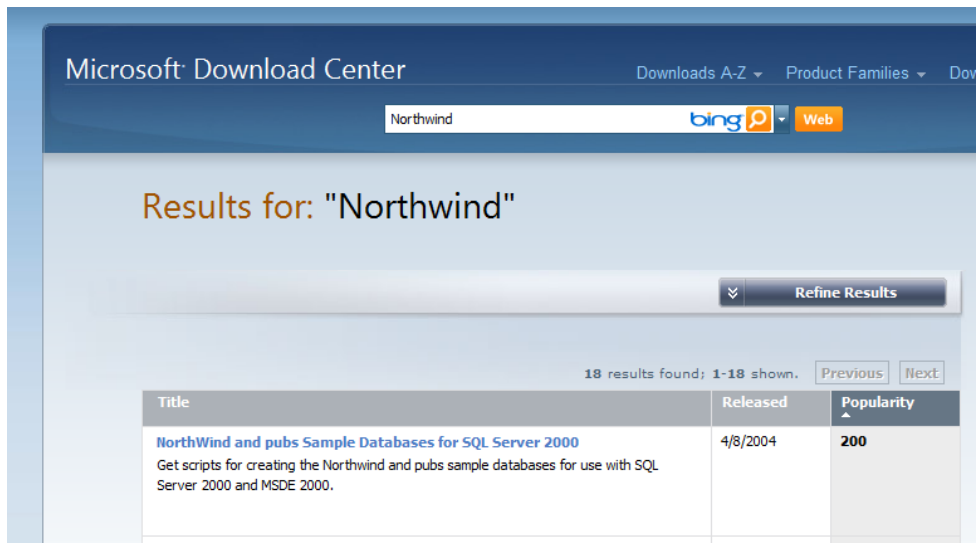 Microsoft Download Center
Downloads A-Z Product Families Dow
Northwind bing Web
Results for: "Northwind"
Refine Results
18 results found; 1-18 shown. Previous Next
Title Released Popularity
NorthWind and pubs Sample Databases for SQL Server 2000 4/8/2004 200
Get scripts for creating the Northwind and pubs sample databases for use with SQL
Server 2000 and MSDE 2000.